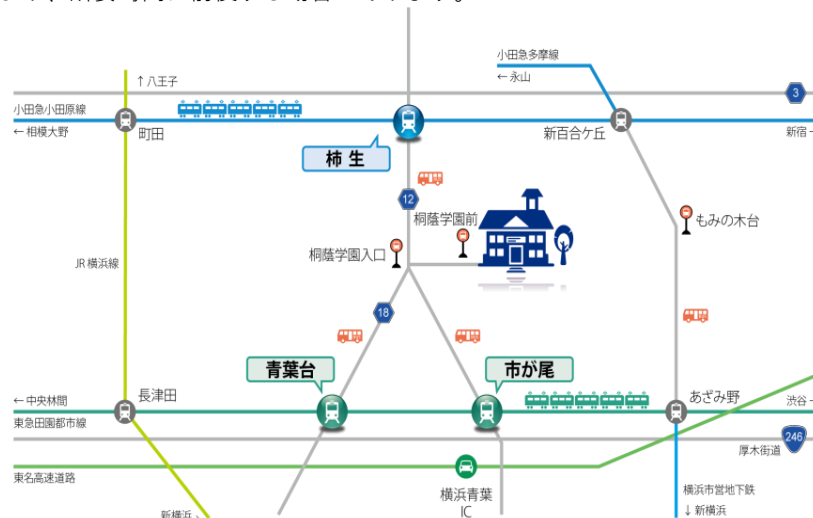 小田急多摩線
← 永山
↑ 八王子
3
小田急小田原線
← 相模大野
町田
新百合ケ丘
新宿
柿生
12
桐蔭学園前
もみの木台
桐蔭学園入口
JR 横浜線
18
青葉台
市が尾
← 中央林間
長津田
あざみ野
渋谷
東急田園都市線
246
厚木街道
東名高速道路
横浜青葉
IC
横浜市営地下鉄
↓ 新横浜
新横浜